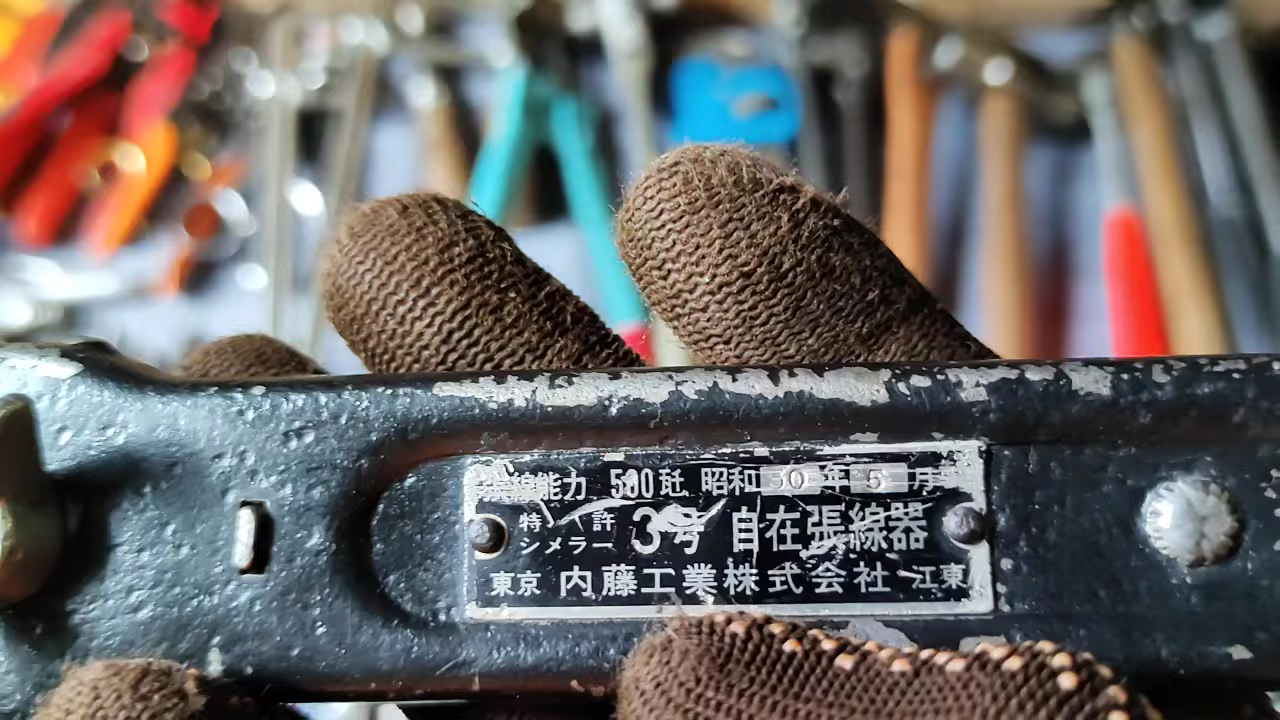 張線能力 500瓩 昭和50年5月
特許
シメラー 3号 自在張線器
東京 内藤工業株式会社 江東